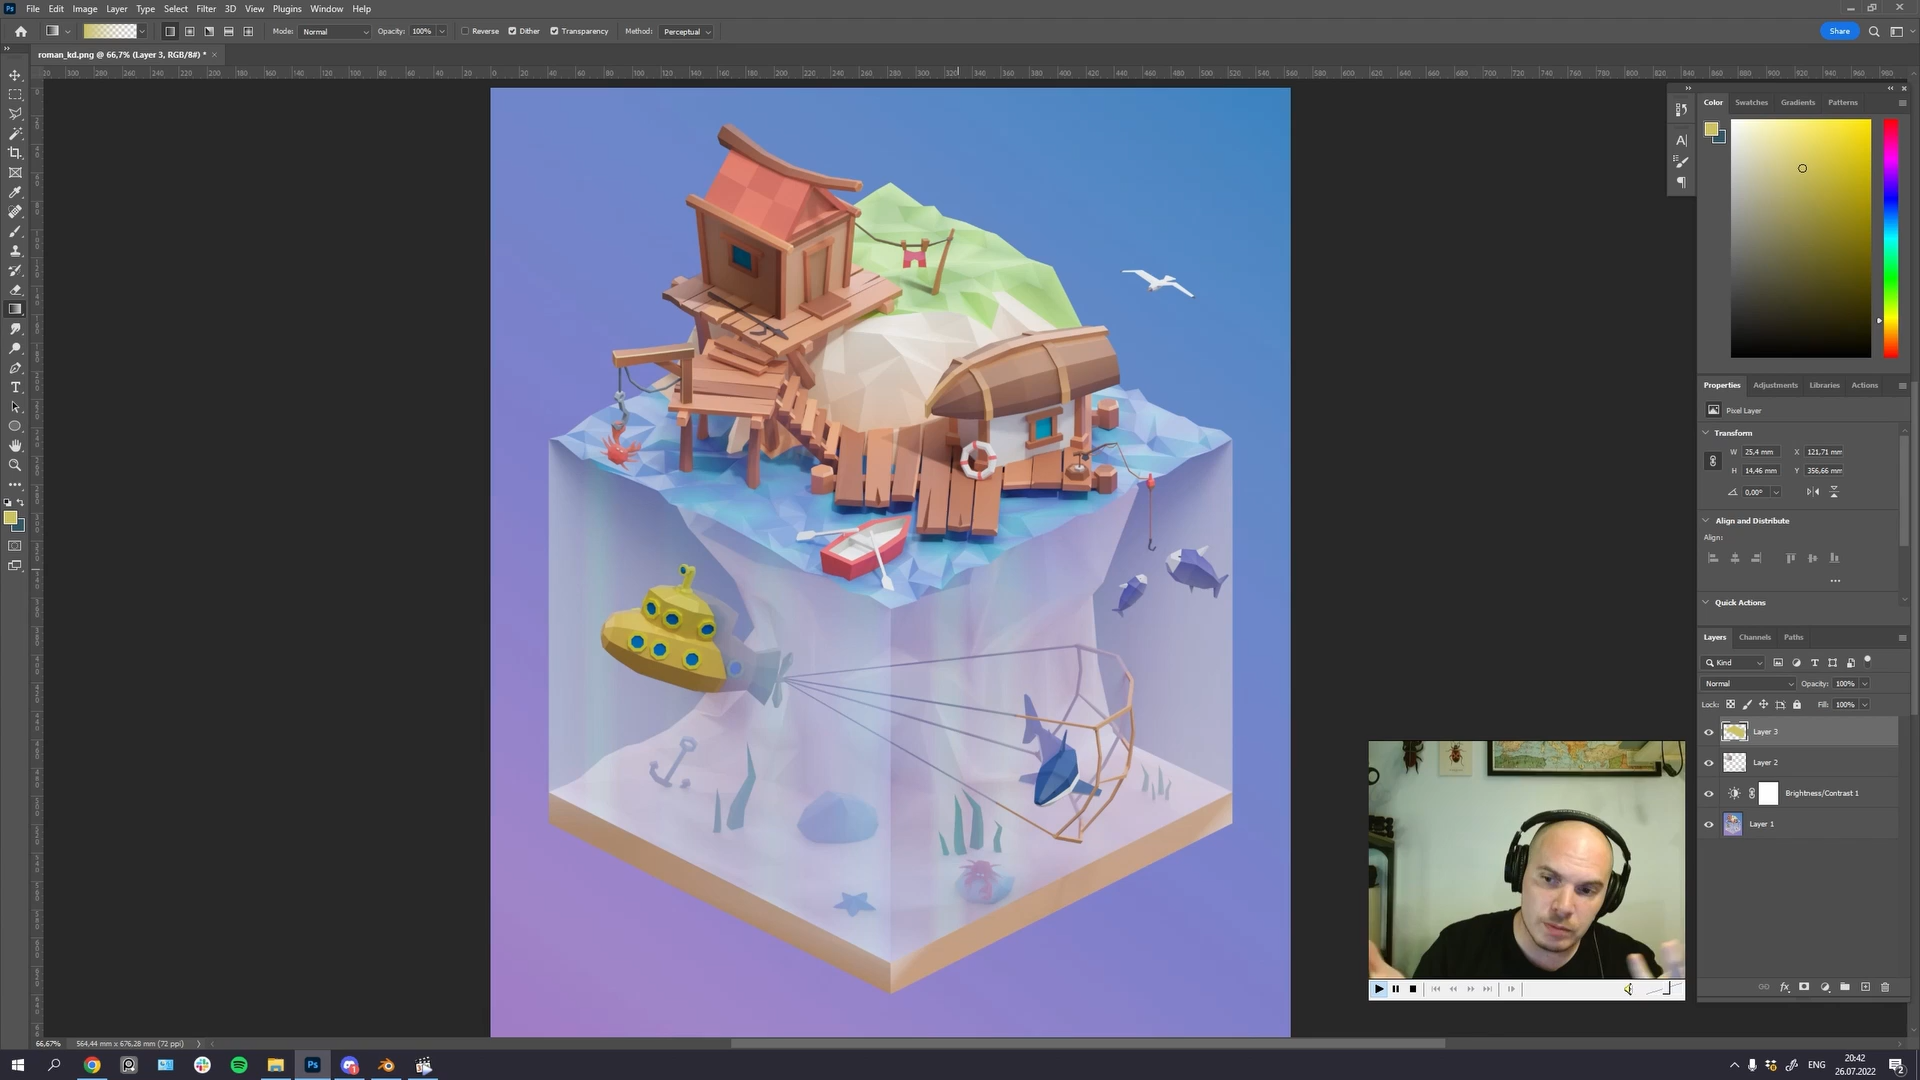 Ps File Edit Image Layer Type Select Filter 3D View Plugins Window Help
Mode: Normal Opacity: 100% Reverse Dither Transparency Method: Perceptual Share
roman_kd.png @ 66,7% (Layer 3, RGB/8#) * ×
Color Swatches Gradients Patterns
Properties Adjustments Libraries Actions
Pixel Layer
Transform
W 25,4 mm X 121,71 mm
H 14,46 mm Y 356,66 mm
0,00°
Align and Distribute
Align:
Quick Actions
Layers Channels Paths
Kind
Normal Opacity: 100%
Lock: Fill: 100%
Layer 3
Layer 2
Brightness/Contrast 1
Layer 1
66,67% 564,44 mm x 676,28 mm (72 ppi)
Ps
ENG
20:42
26.07.2022